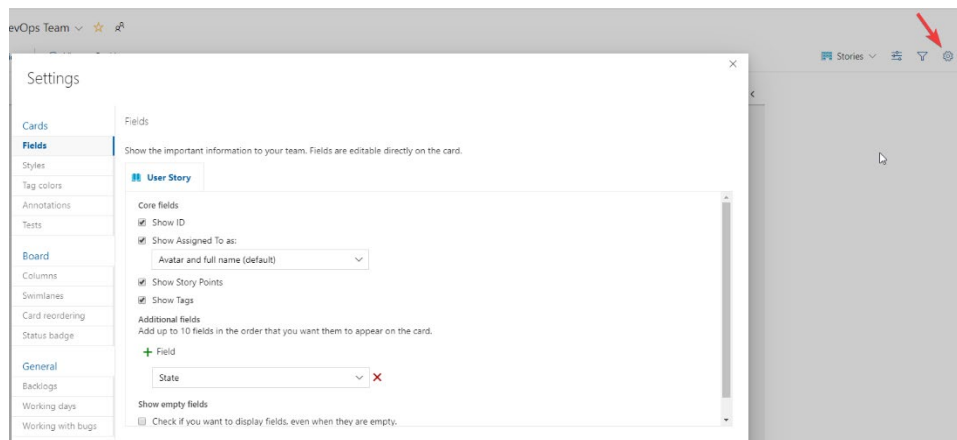 evOps Team
Stories
Settings
Cards
Fields
Styles
Tag colors
Annotations
Tests
Board
Columns
Swimlanes
Card reordering
Status badge
General
Backlogs
Working days
Working with bugs
Fields
Show the important information to your team. Fields are editable directly on the card.
User Story
Core fields
Show ID
Show Assigned To as:
Avatar and full name (default)
Show Story Points
Show Tags
Additional fields
Add up to 10 fields in the order that you want them to appear on the card.
+ Field
State
Show empty fields
Check if you want to display fields, even when they are empty.